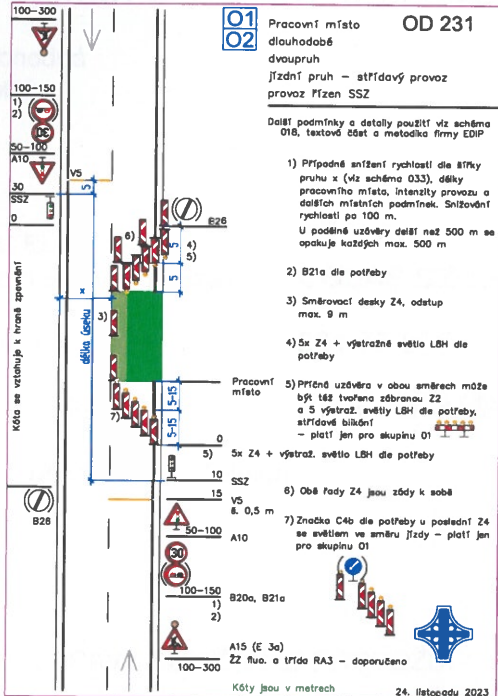 O1
O2
Pracovní místo
OD 231
dlouhodobé
dvoupruh
jízdní pruh – střídavý provoz
provoz řízen SSZ
Další podmínky a detaily použití viz schéma
018, textová část a metodika firmy EDIP
1) Případné snížení rychlosti dle šířky
pruhu x (viz schéma 033), délky
pracovního místa, intenzity provozu a
dalších místních podmínek. Snižování
rychlosti po 100 m.
U podélné uzávěry delší než 500 m se
opakuje každých max. 500 m
2) B21a dle potřeby
3) Směrovací desky Z4, odstup
max. 9 m
4) 5x Z4 + výstražné světlo L8H dle
potřeby
5) Příčná uzávěra v obou směrech může
být též tvořena zábranou Z2
a 5 výstraž. světly L8H dle potřeby,
střídavě blikání
– platí jen pro skupinu O1
6) Obě řady Z4 jsou zády k sobě
7) Značka C4b dle potřeby u poslední Z4
se světlem ve směru jízdy – platí jen
pro skupinu O1
100-300
100-150
1)
2)
30
50-100
A10
V5
30
SSZ
0
5
B26
6)
4)
5)
5
5
x
3)
délka úseku
Kóta se vztahuje k hraně zpevnění
Pracovní
místo
7)
5-15
5-15
0
5)
5x Z4 + výstraž. světlo L8H dle potřeby
10
SSZ
15
V5
š. 0,5 m
B26
50-100
A10
30
100-150
B20a, B21a
1)
2)
A15 (E 3a)
100-300
ŽZ fluo. a třída RA3 – doporučeno
Kóty jsou v metrech
24. listopadu 2023